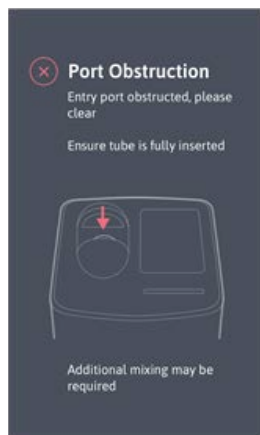 Port Obstruction
Entry port obstructed, please
clear
Ensure tube is fully inserted
Additional mixing may be
required